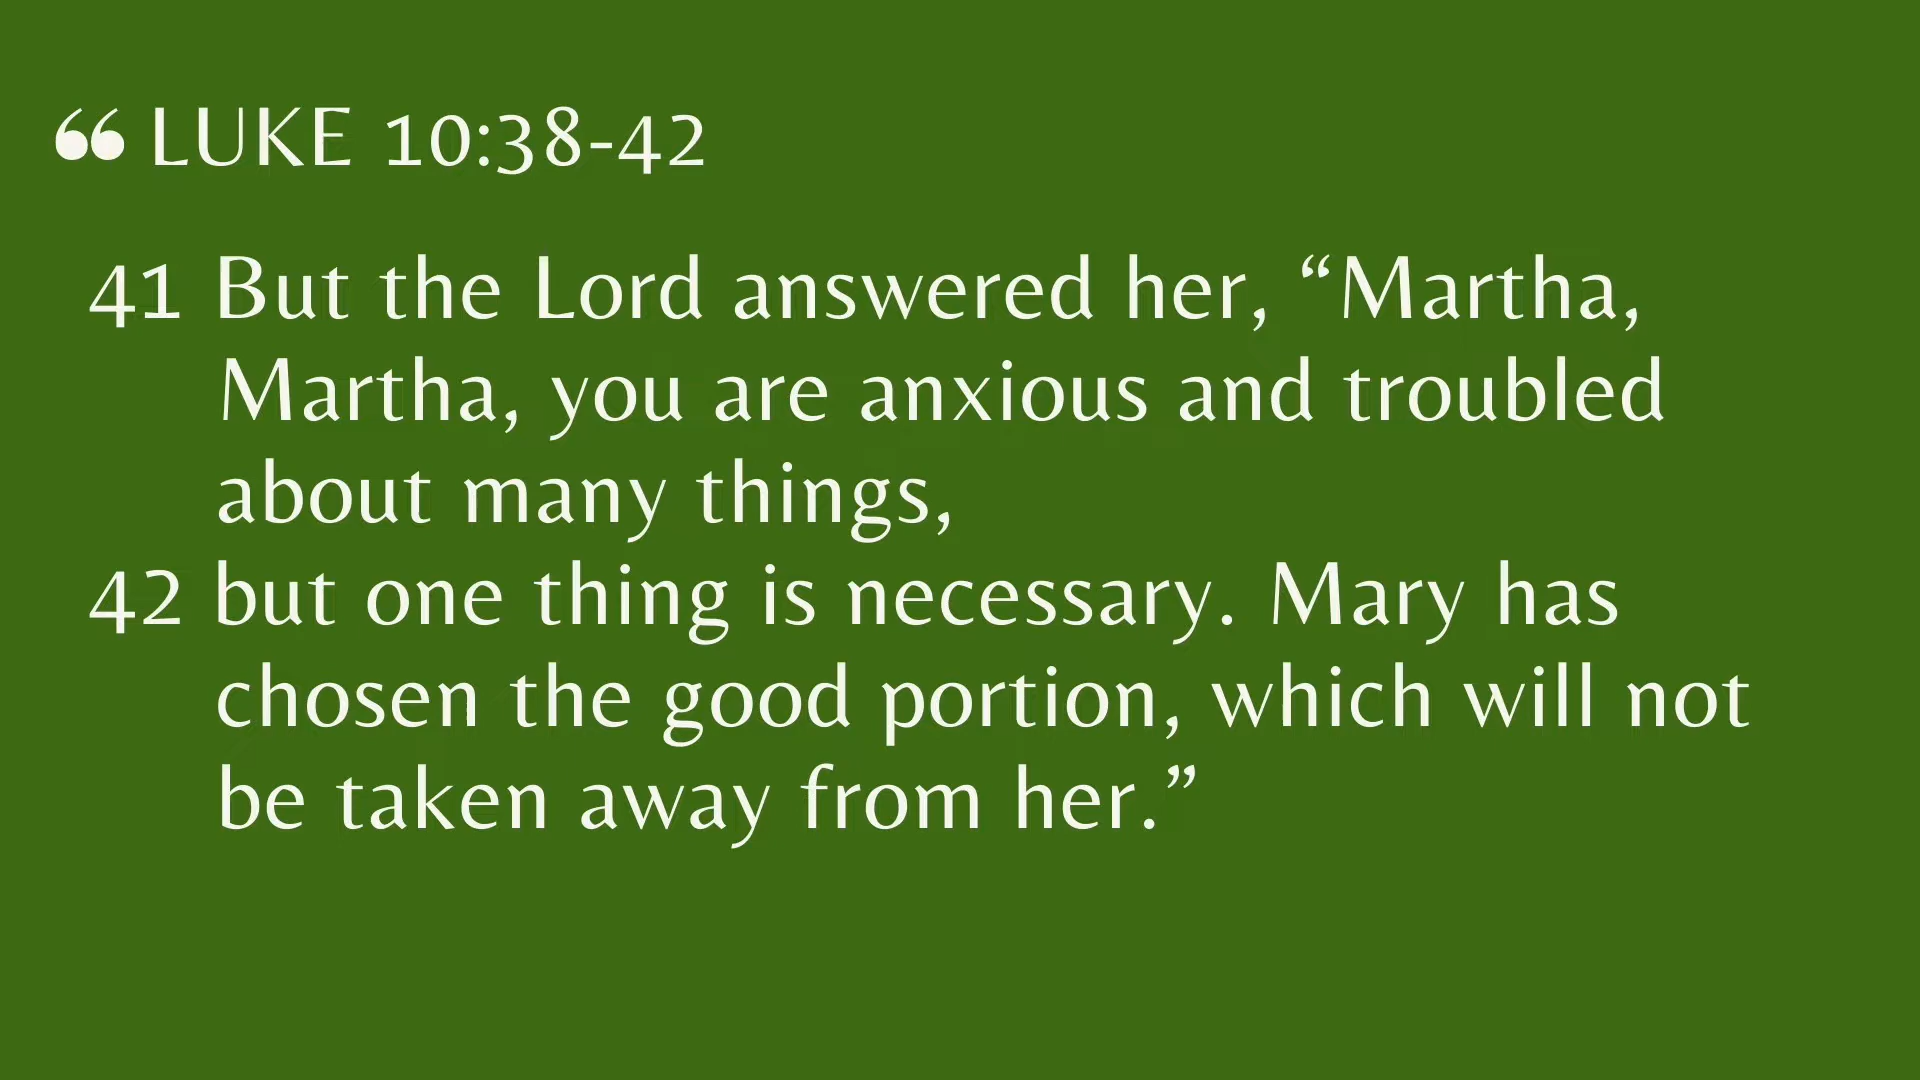 ❝ LUKE 10:38-42
41 But the Lord answered her, “Martha,
Martha, you are anxious and troubled
about many things,
42 but one thing is necessary. Mary has
chosen the good portion, which will not
be taken away from her.”